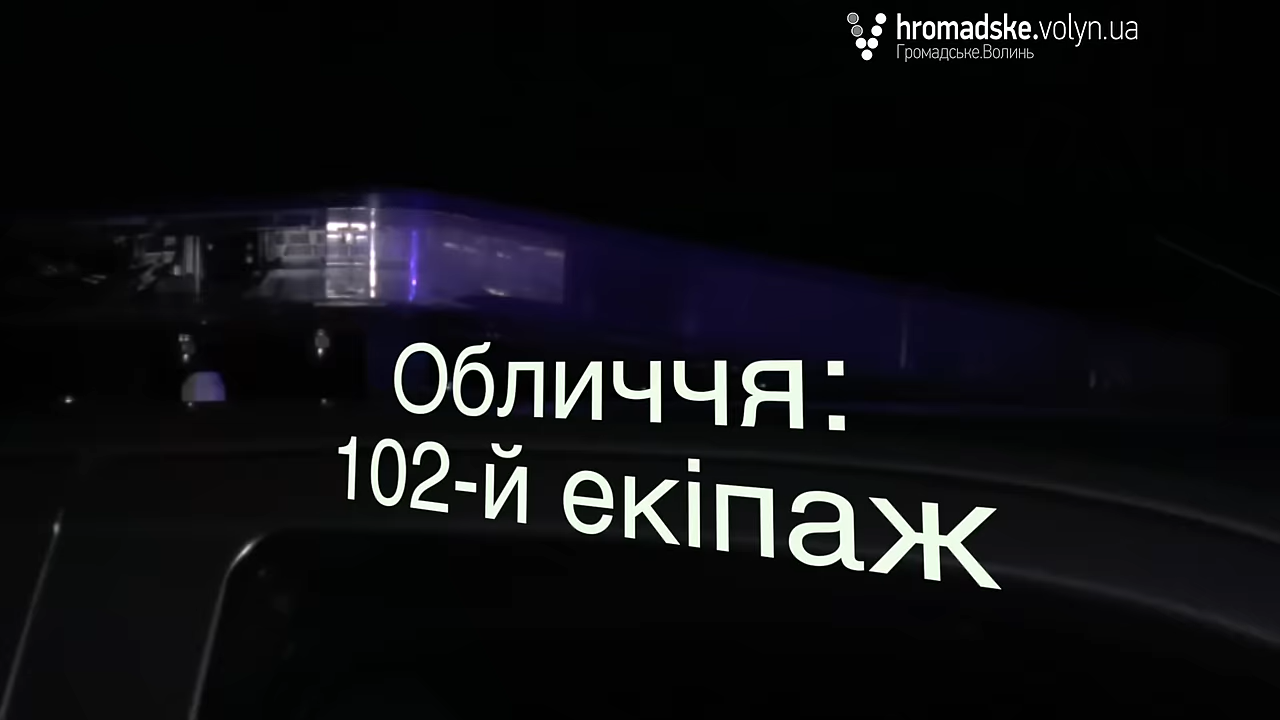 hromadske.volyn.ua
Громадське.Волинь
Обличчя:
102-й екіпаж